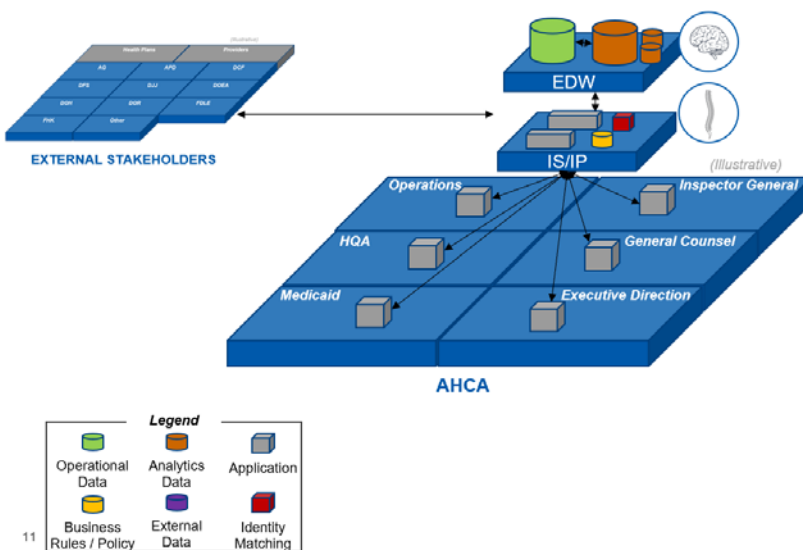 (Illustrative)
Health Plans
Providers
AG
APD
DCF
DFS
DJJ
DOEA
DOH
DOR
FDLE
FHK
Other
EXTERNAL STAKEHOLDERS
EDW
IS/IP
(Illustrative)
Operations
Inspector General
HQA
General Counsel
Medicaid
Executive Direction
AHCA
Legend
Operational
Data
Analytics
Data
Application
Business
Rules / Policy
External
Data
Identity
Matching
11